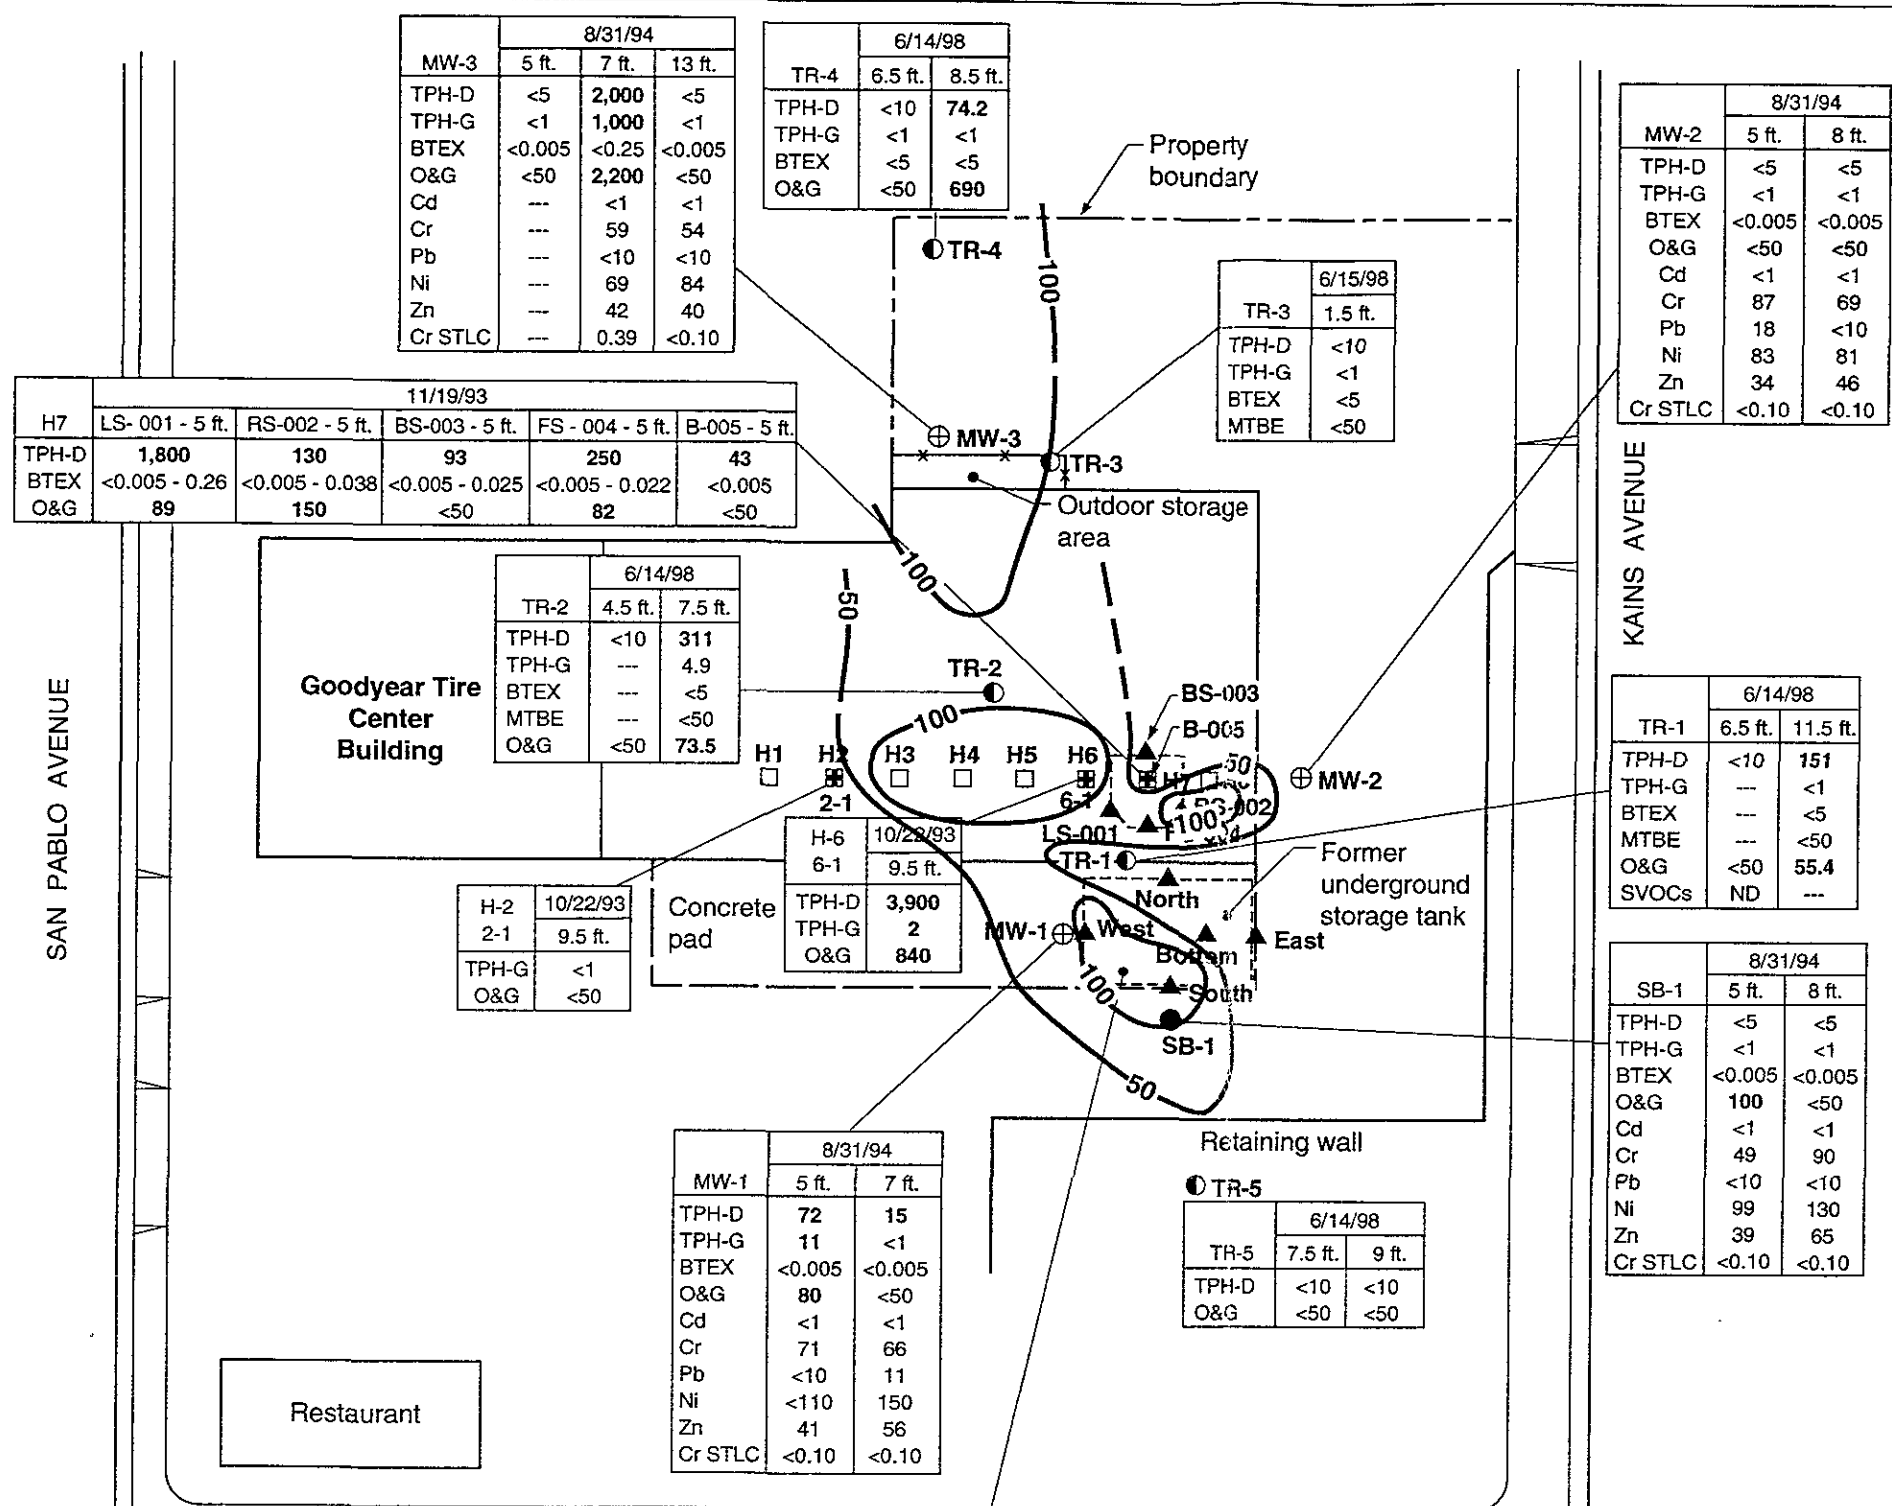 8/31/94
MW-3 5 ft. 7 ft. 13 ft.
TPH-D <5 2,000 <5
TPH-G <1 1,000 <1
BTEX <0.005 <0.25 <0.005
O&G <50 2,200 <50
Cd --- <1 <1
Cr --- 59 54
Pb --- <10 <10
Ni --- 69 84
Zn --- 42 40
Cr STLC --- 0.39 <0.10
6/14/98
TR-4 6.5 ft. 8.5 ft.
TPH-D <10 74.2
TPH-G <1 <1
BTEX <5 <5
O&G <50 690
Property
boundary
8/31/94
MW-2 5 ft. 8 ft.
TPH-D <5 <5
TPH-G <1 <1
BTEX <0.005 <0.005
O&G <50 <50
Cd <1 <1
Cr 87 69
Pb 18 <10
Ni 83 81
Zn 34 46
Cr STLC <0.10 <0.10
TR-4
100
6/15/98
TR-3 1.5 ft.
TPH-D <10
TPH-G <1
BTEX <5
MTBE <50
11/19/93
H7 LS- 001 - 5 ft. RS-002 - 5 ft. BS-003 - 5 ft. FS - 004 - 5 ft. B-005 - 5 ft.
TPH-D 1,800 130 93 250 43
BTEX <0.005 - 0.26 <0.005 - 0.038 <0.005 - 0.025 <0.005 - 0.022 <0.005
O&G 89 150 <50 82 <50
MW-3
TR-3
Outdoor storage
area
KAINS AVENUE
100
50
6/14/98
TR-2 4.5 ft. 7.5 ft.
TPH-D <10 311
TPH-G --- 4.9
BTEX --- <5
MTBE --- <50
O&G <50 73.5
Goodyear Tire
Center
Building
SAN PABLO AVENUE
TR-2
100
BS-003
B-005
H1 H2 H3 H4 H5 H6
H7
50
MW-2
2-1
6-1
LS-001
RS-002
100
6/14/98
TR-1 6.5 ft. 11.5 ft.
TPH-D <10 151
TPH-G --- <1
BTEX --- <5
MTBE --- <50
O&G <50 55.4
SVOCs ND ---
H-6 10/22/93
6-1 9.5 ft.
TPH-D 3,900
TPH-G 2
O&G 840
TR-1
Former
underground
storage tank
H-2 10/22/93
2-1 9.5 ft.
TPH-G <1
O&G <50
Concrete
pad
North
MW-1
West
Bottom
East
100
South
SB-1
50
8/31/94
SB-1 5 ft. 8 ft.
TPH-D <5 <5
TPH-G <1 <1
BTEX <0.005 <0.005
O&G 100 <50
Cd <1 <1
Cr 49 90
Pb <10 <10
Ni 99 130
Zn 39 65
Cr STLC <0.10 <0.10
Retaining wall
8/31/94
MW-1 5 ft. 7 ft.
TPH-D 72 15
TPH-G 11 <1
BTEX <0.005 <0.005
O&G 80 <50
Cd <1 <1
Cr 71 66
Pb <10 11
Ni <110 150
Zn 41 56
Cr STLC <0.10 <0.10
TR-5
6/14/98
TR-5 7.5 ft. 9 ft.
TPH-D <10 <10
O&G <50 <50
Restaurant